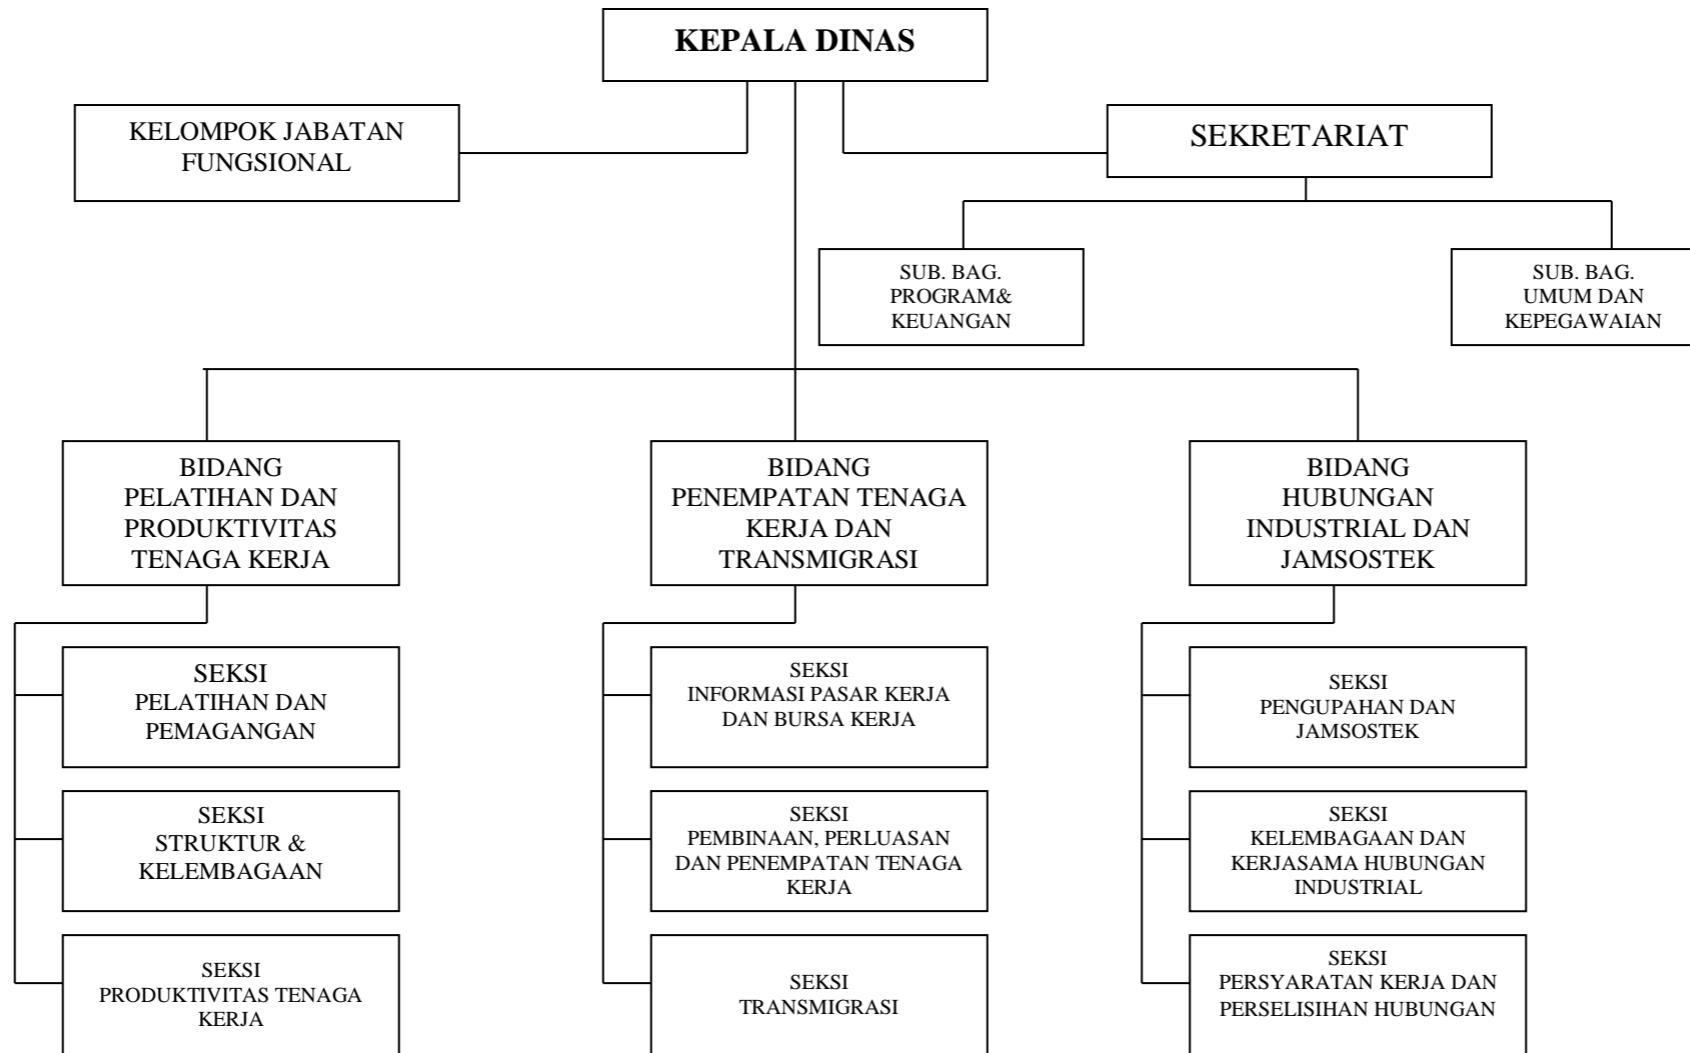 KEPALA DINAS
KELOMPOK JABATAN
FUNGSIONAL
SEKRETARIAT
SUB. BAG.
PROGRAM&
KEUANGAN
SUB. BAG.
UMUM DAN
KEPEGAWAIAN
BIDANG
PELATIHAN DAN
PRODUKTIVITAS
TENAGA KERJA
BIDANG
PENEMPATAN TENAGA
KERJA DAN
TRANSMIGRASI
BIDANG
HUBUNGAN
INDUSTRIAL DAN
JAMSOSTEK
SEKSI
PELATIHAN DAN
PEMAGANGAN
SEKSI
INFORMASI PASAR KERJA
DAN BURSA KERJA
SEKSI
PENGUPAHAN DAN
JAMSOSTEK
SEKSI
STRUKTUR &
KELEMBAGAAN
SEKSI
PEMBINAAN, PERLUASAN
DAN PENEMPATAN TENAGA
KERJA
SEKSI
KELEMBAGAAN DAN
KERJASAMA HUBUNGAN
INDUSTRIAL
SEKSI
PRODUKTIVITAS TENAGA
KERJA
SEKSI
TRANSMIGRASI
SEKSI
PERSYARATAN KERJA DAN
PERSELISIHAN HUBUNGAN